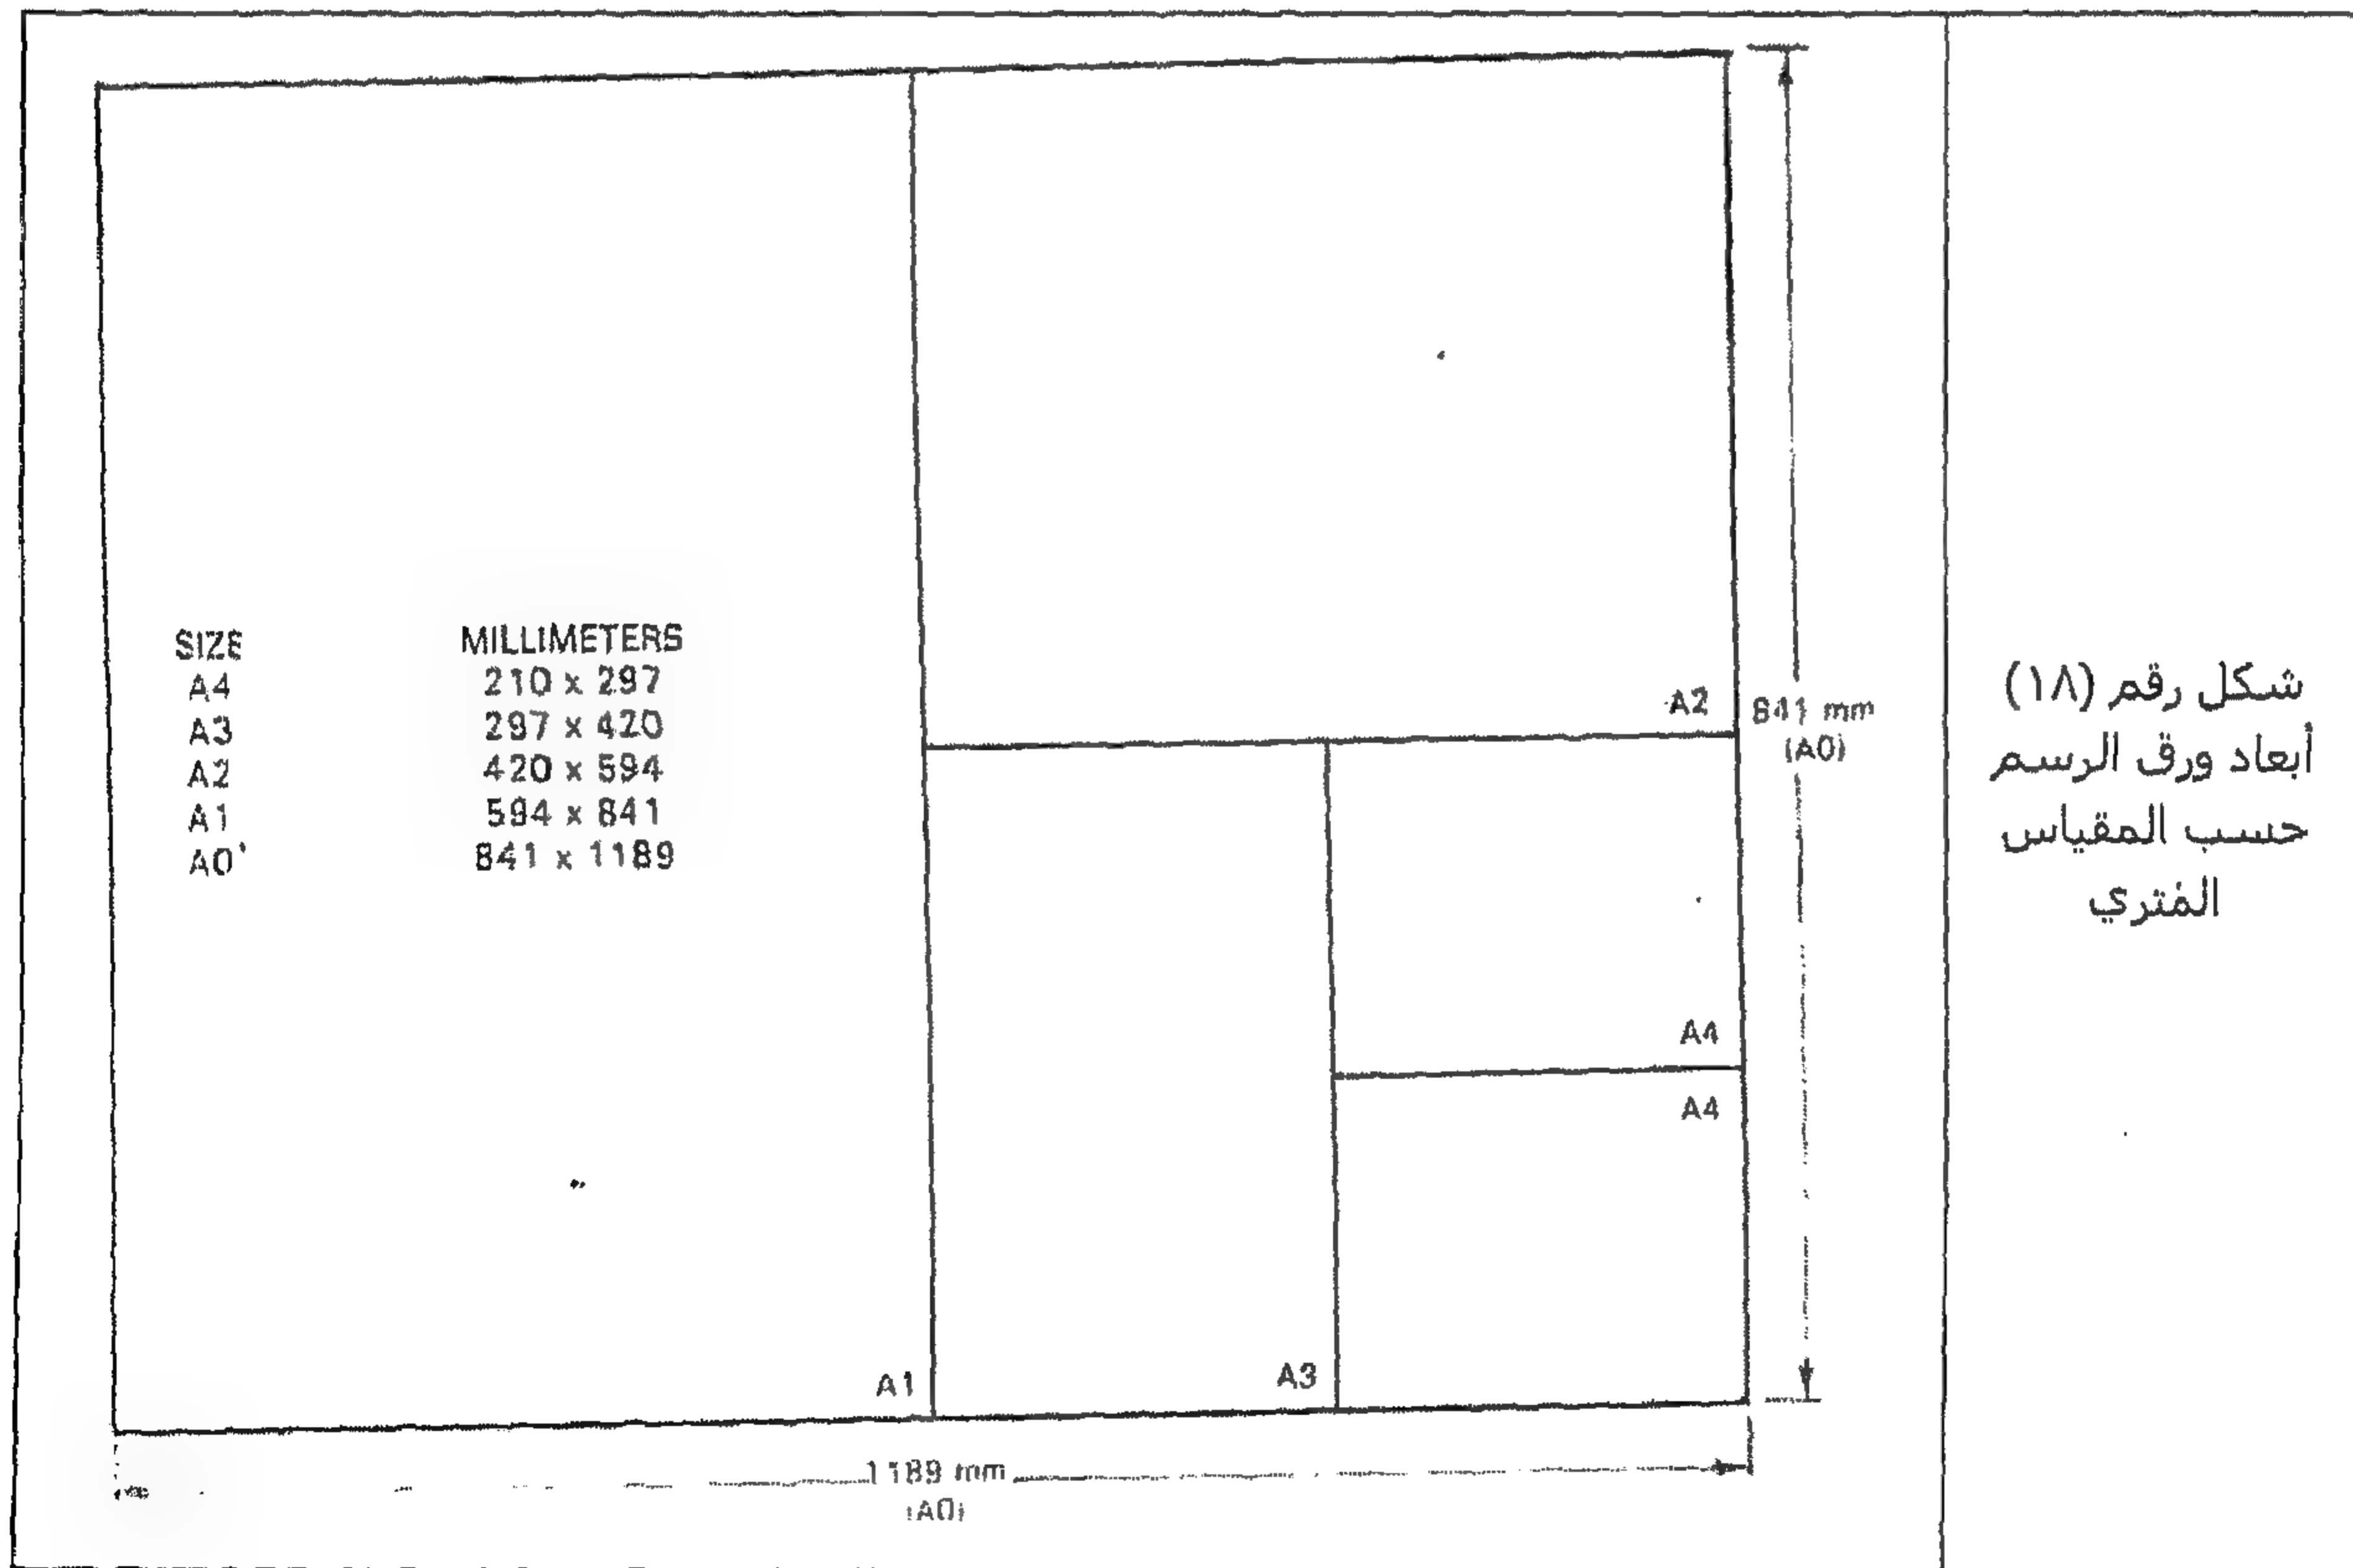 SIZE MILLIMETERS
A4 210 x 297
A3 297 x 420
A2 420 x 594
A1 594 x 841
A0 841 x 1189
A2
841 mm
(A0)
A4
A4
A1
A3
1189 mm
(A0)
شكل رقم (١٨)
أبعاد ورق الرسم
حسب المقياس
المتري